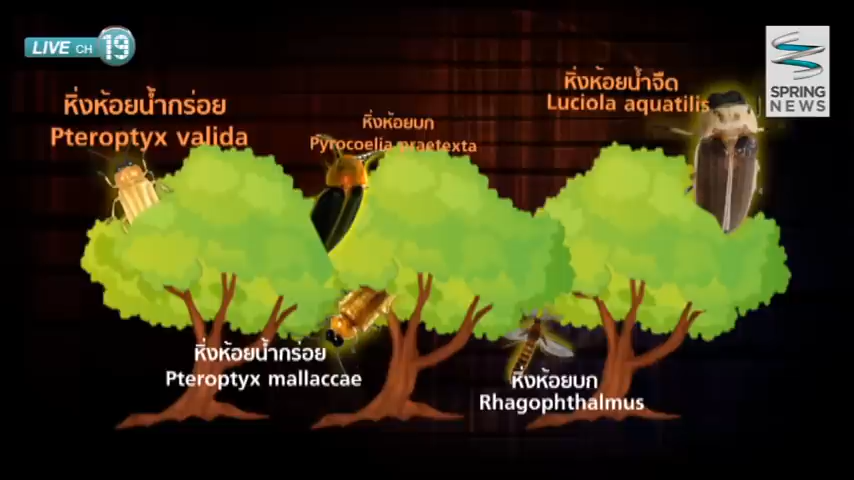 LIVE CH 19
SPRING
NEWS
หิ่งห้อยน้ำกร่อย
Pteroptyx valida
หิ่งห้อยบก
Pyrocoelia praetexta
หิ่งห้อยน้ำจืด
Luciola aquatilis
หิ่งห้อยน้ำกร่อย
Pteroptyx mallaccae
หิ่งห้อยบก
Rhagophthalmus